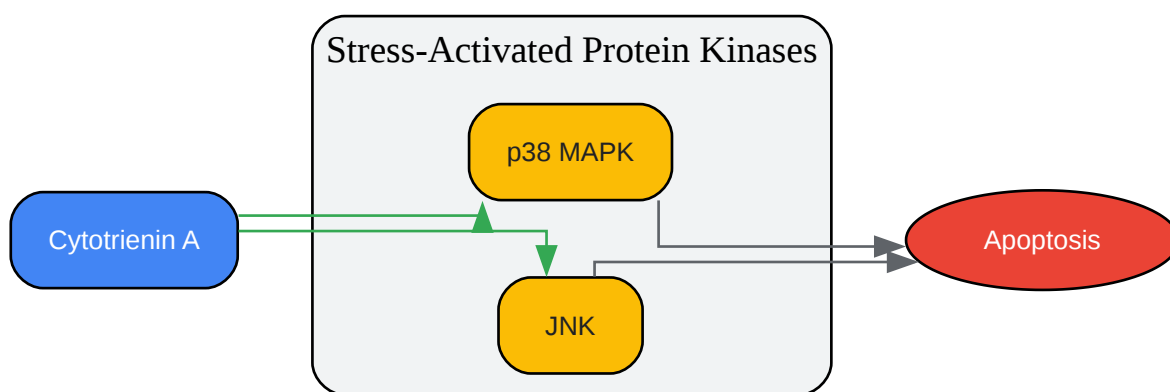 Stress-Activated Protein Kinases
p38 MAPK
Cytotrienin A
Apoptosis
JNK